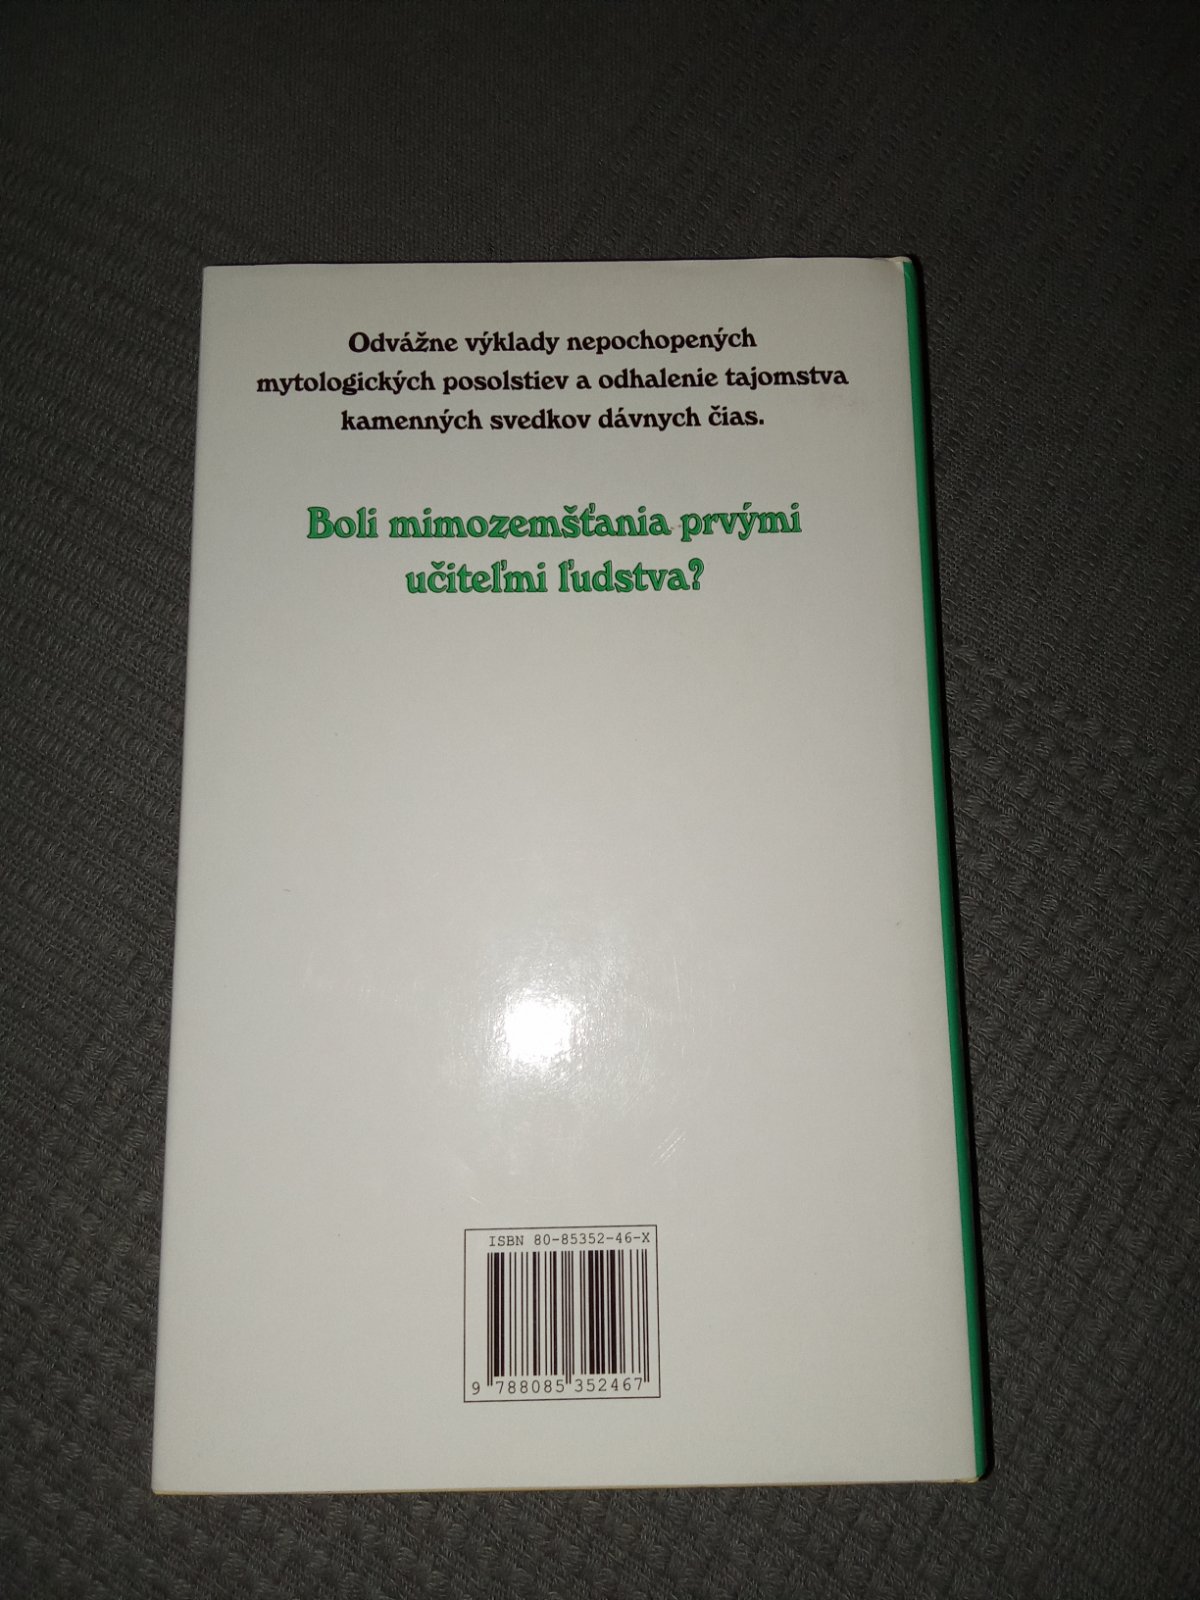 Odvážne výklady nepochopených
mytologických posolstiev a odhalenie tajomstva
kamenných svedkov dávnych čias.
Boli mimozemšťania prvými
učiteľmi ľudstva?
ISBN 80-85352-46-X
9 788085 352467